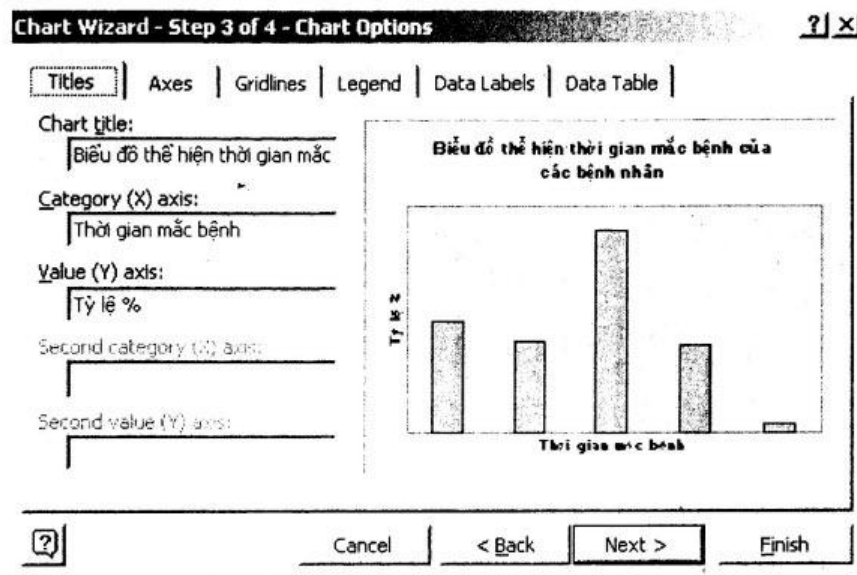 Chart Wizard - Step 3 of 4 - Chart Options
? ×
Titles Axes Gridlines Legend Data Labels Data Table
Chart title:
Biểu đồ thể hiện thời gian mắc
Category (X) axis:
Thời gian mắc bệnh
Value (Y) axis:
Tỷ lệ %
Second category (X) axis:
Second value (Y) axis:
Biểu đồ thể hiện thời gian mắc bệnh của
các bệnh nhân
Tỷ lệ %
Thời gian mắc bệnh
?
Cancel
< Back
Next >
Finish